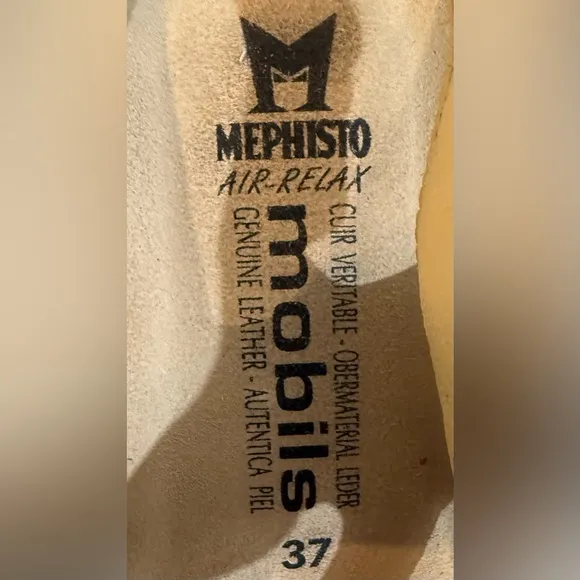 MEPHISTO
AIR-RELAX
CUIR VERITABLE - OBERMATERIAL LEDER
mobils
GENUINE LEATHER - AUTENTICA PIEL
37